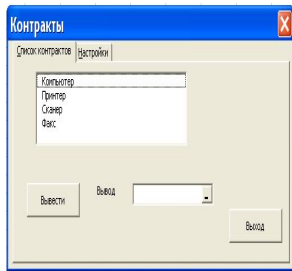 Контракты
Список контрактов Настройки
Компьютер
Принтер
Сканер
Факс
Вывод
Вывести
Выход